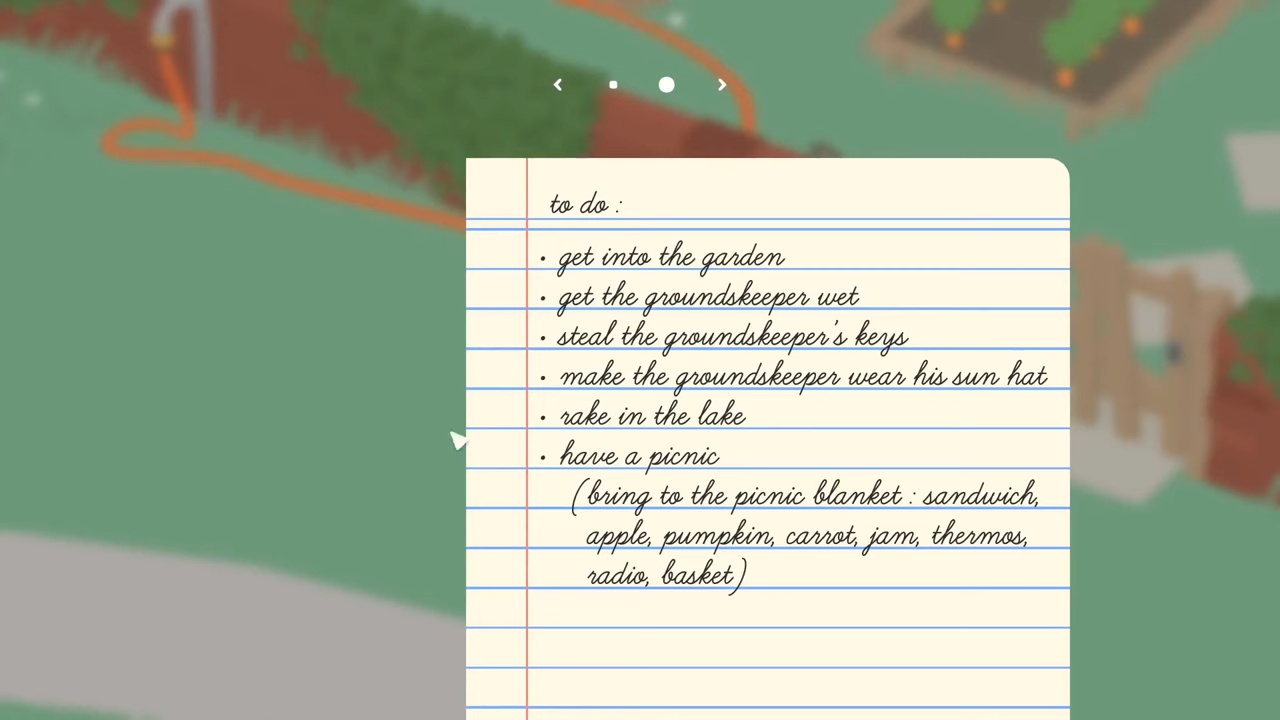 to do :
• get into the garden
• get the groundskeeper wet
• steal the groundskeeper's keys
• make the groundskeeper wear his sun hat
• rake in the lake
• have a picnic
(bring to the picnic blanket : sandwich,
apple, pumpkin, carrot, jam, thermos,
radio, basket)